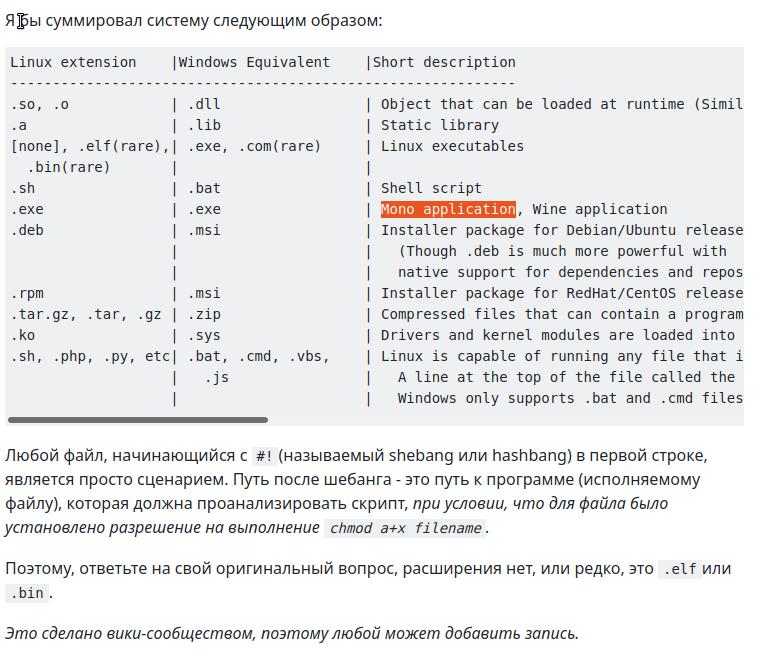 Я бы суммировал систему следующим образом:
Linux extension    |Windows Equivalent    |Short description
------------------------------------------------------------
.so, .o            | .dll                 | Object that can be loaded at runtime (Simil
.a                 | .lib                 | Static library
[none], .elf(rare),| .exe, .com(rare)     | Linux executables
  .bin(rare)       |                      |
.sh                | .bat                 | Shell script
.exe               | .exe                 | Mono application, Wine application
.deb               | .msi                 | Installer package for Debian/Ubuntu release
                   |                      |   (Though .deb is much more powerful with
                   |                      |   native support for dependencies and repos
.rpm               | .msi                 | Installer package for RedHat/CentOS release
.tar.gz, .tar, .gz | .zip                 | Compressed files that can contain a program
.ko                | .sys                 | Drivers and kernel modules are loaded into
.sh, .php, .py, etc| .bat, .cmd, .vbs,    | Linux is capable of running any file that i
                   |   .js                |   A line at the top of the file called the
                   |                      |   Windows only supports .bat and .cmd files
Любой файл, начинающийся с #! (называемый shebang или hashbang) в первой строке,
является просто сценарием. Путь после шебанга - это путь к программе (исполняемому
файлу), которая должна проанализировать скрипт, при условии, что для файла было
установлено разрешение на выполнение chmod a+x filename.
Поэтому, ответьте на свой оригинальный вопрос, расширения нет, или редко, это .elf или
.bin.
Это сделано вики-сообществом, поэтому любой может добавить запись.